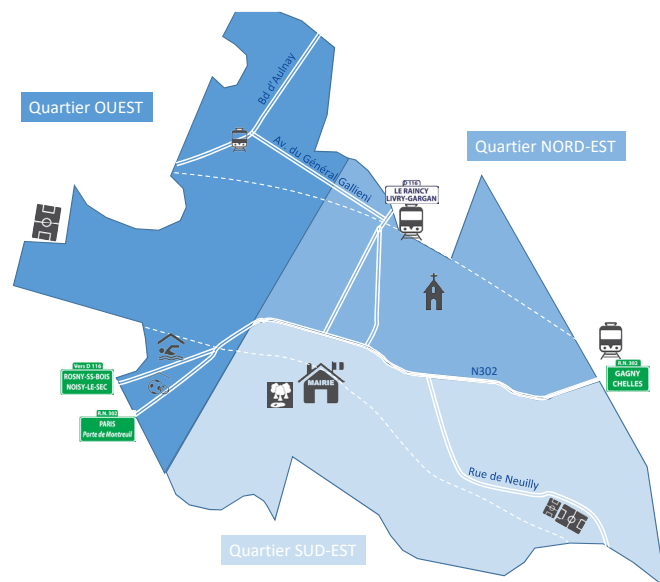 Bd d'Aulnay
Quartier OUEST
Quartier NORD-EST
Av. du Général Gallieni
D 116
LE RAINCY
LIVRY-GARGAN
Vers D 116
ROSNY-SS-BOIS
NOISY-LE-SEC
R.N. 302
GAGNY
CHELLES
N302
MAIRIE
R.N. 302
PARIS
Porte de Montreuil
Rue de Neuilly
Quartier SUD-EST